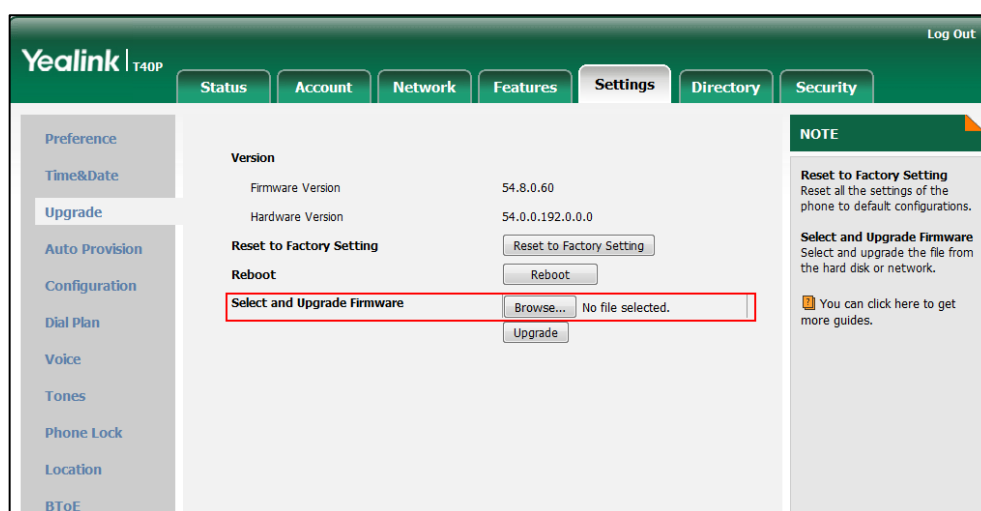 Log Out
Yealink | T40P
Status Account Network Features Settings Directory Security
Preference
Time&Date
Upgrade
Auto Provision
Configuration
Dial Plan
Voice
Tones
Phone Lock
Location
BToE
Version
Firmware Version 54.8.0.60
Hardware Version 54.0.0.192.0.0.0
Reset to Factory Setting Reset to Factory Setting
Reboot Reboot
Select and Upgrade Firmware Browse... No file selected.
Upgrade
NOTE
Reset to Factory Setting
Reset all the settings of the
phone to default configurations.
Select and Upgrade Firmware
Select and upgrade the file from
the hard disk or network.
You can click here to get
more guides.